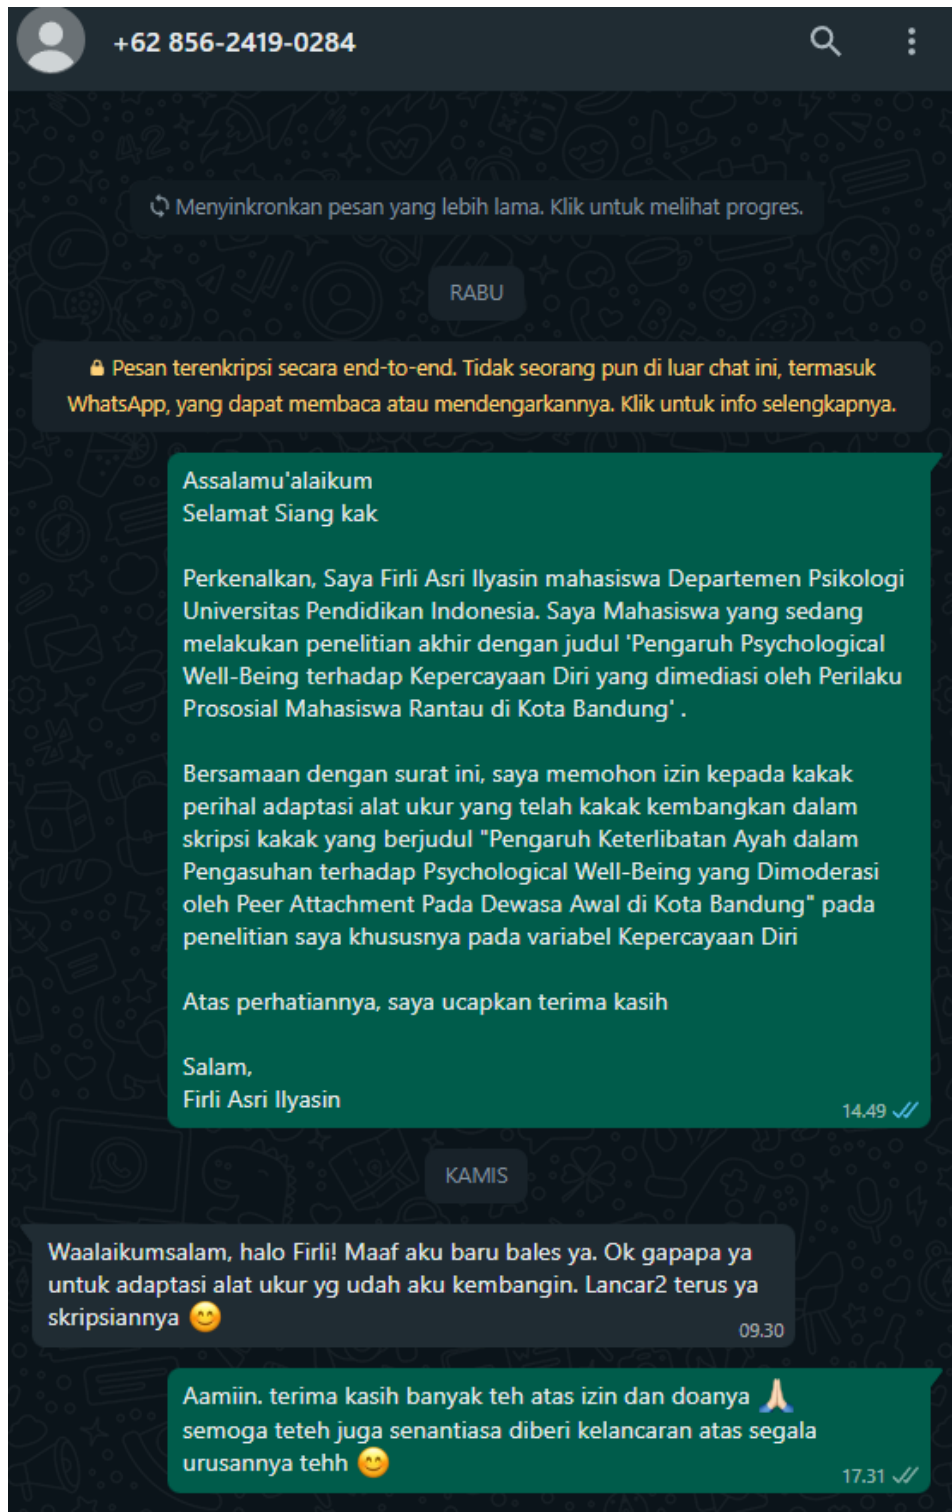 +62 856-2419-0284
Menyinkronkan pesan yang lebih lama. Klik untuk melihat progres.
RABU
Pesan terenkripsi secara end-to-end. Tidak seorang pun di luar chat ini, termasuk
WhatsApp, yang dapat membaca atau mendengarkannya. Klik untuk info selengkapnya.
Assalamu'alaikum
Selamat Siang kak
Perkenalkan, Saya Firli Asri Ilyasin mahasiswa Departemen Psikologi
Universitas Pendidikan Indonesia. Saya Mahasiswa yang sedang
melakukan penelitian akhir dengan judul 'Pengaruh Psychological
Well-Being terhadap Kepercayaan Diri yang dimediasi oleh Perilaku
Prososial Mahasiswa Rantau di Kota Bandung' .
Bersamaan dengan surat ini, saya memohon izin kepada kakak
perihal adaptasi alat ukur yang telah kakak kembangkan dalam
skripsi kakak yang berjudul "Pengaruh Keterlibatan Ayah dalam
Pengasuhan terhadap Psychological Well-Being yang Dimoderasi
oleh Peer Attachment Pada Dewasa Awal di Kota Bandung" pada
penelitian saya khususnya pada variabel Kepercayaan Diri
Atas perhatiannya, saya ucapkan terima kasih
Salam,
Firli Asri Ilyasin
14.49
KAMIS
Waalaikumsalam, halo Firli! Maaf aku baru bales ya. Ok gapapa ya
untuk adaptasi alat ukur yg udah aku kembangin. Lancar2 terus ya
skripsiannya 😊
09.30
Aamiin. terima kasih banyak teh atas izin dan doanya 🙏🏻
semoga teteh juga senantiasa diberi kelancaran atas segala
urusannya tehh 😊
17.31